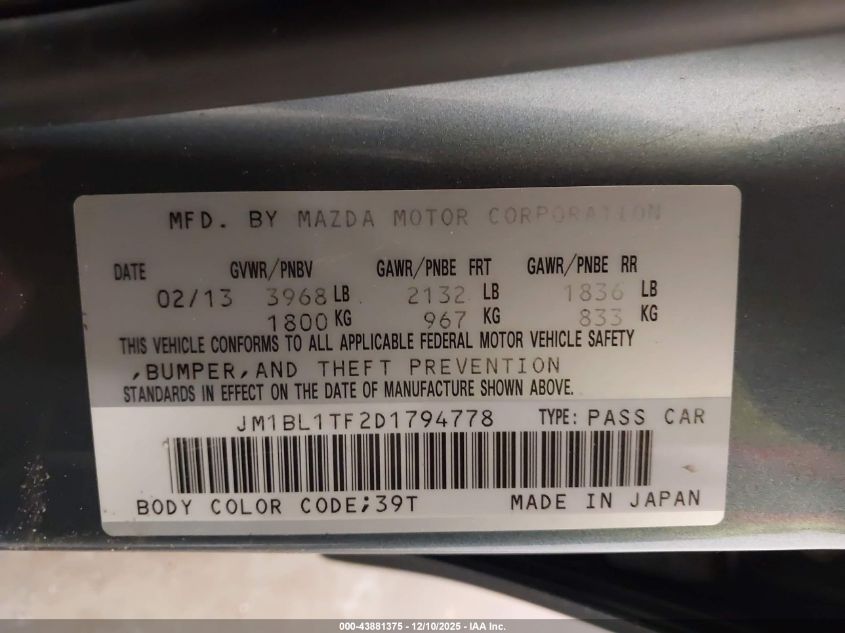 MFD. BY MAZDA MOTOR CORPORATION
DATE GVWR/PNBV GAWR/PNBE FRT GAWR/PNBE RR
02/13 3968 LB 2132 LB 1836 LB
1800 KG 967 KG 833 KG
THIS VEHICLE CONFORMS TO ALL APPLICABLE FEDERAL MOTOR VEHICLE SAFETY
,BUMPER,AND THEFT PREVENTION
STANDARDS IN EFFECT ON THE DATE OF MANUFACTURE SHOWN ABOVE.
JM1BL1TF2D1794778 TYPE: PASS CAR
BODY COLOR CODE;39T MADE IN JAPAN
000-43881375 - 12/10/2025 - IAA Inc.